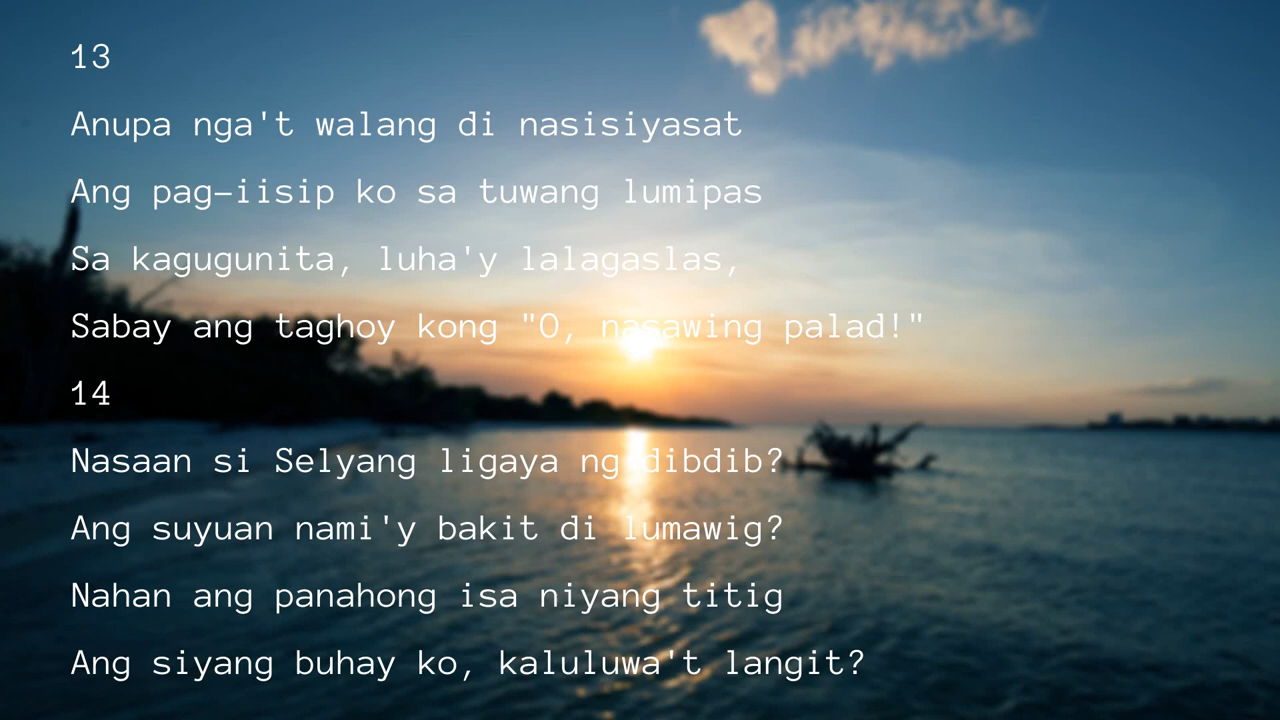 13
Anupa nga't walang di nasisiyasat
Ang pag-iisip ko sa tuwang lumipas
Sa kagugunita, luha'y lalagaslas,
Sabay ang taghoy kong "O, nasawing palad!"
14
Nasaan si Selyang ligaya ng dibdib?
Ang suyuan nami'y bakit di lumawig?
Nahan ang panahong isa niyang titig
Ang siyang buhay ko, kaluluwa't langit?